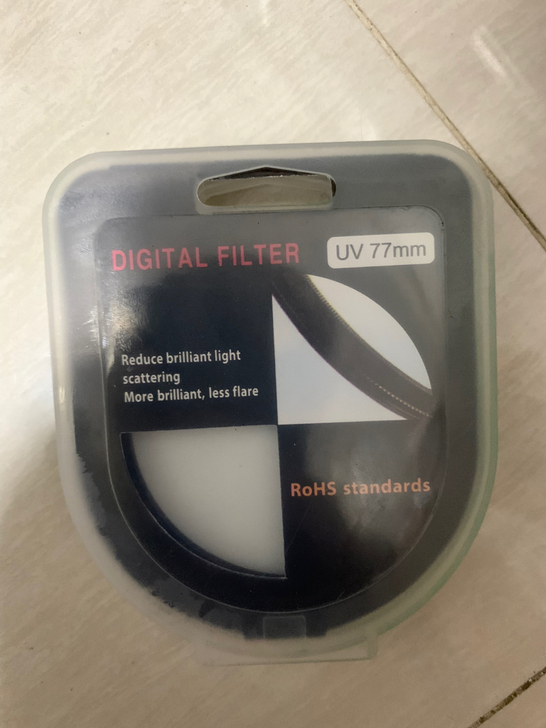 DIGITAL FILTER
UV 77mm
Reduce brilliant light
scattering
More brilliant, less flare
RoHS standards